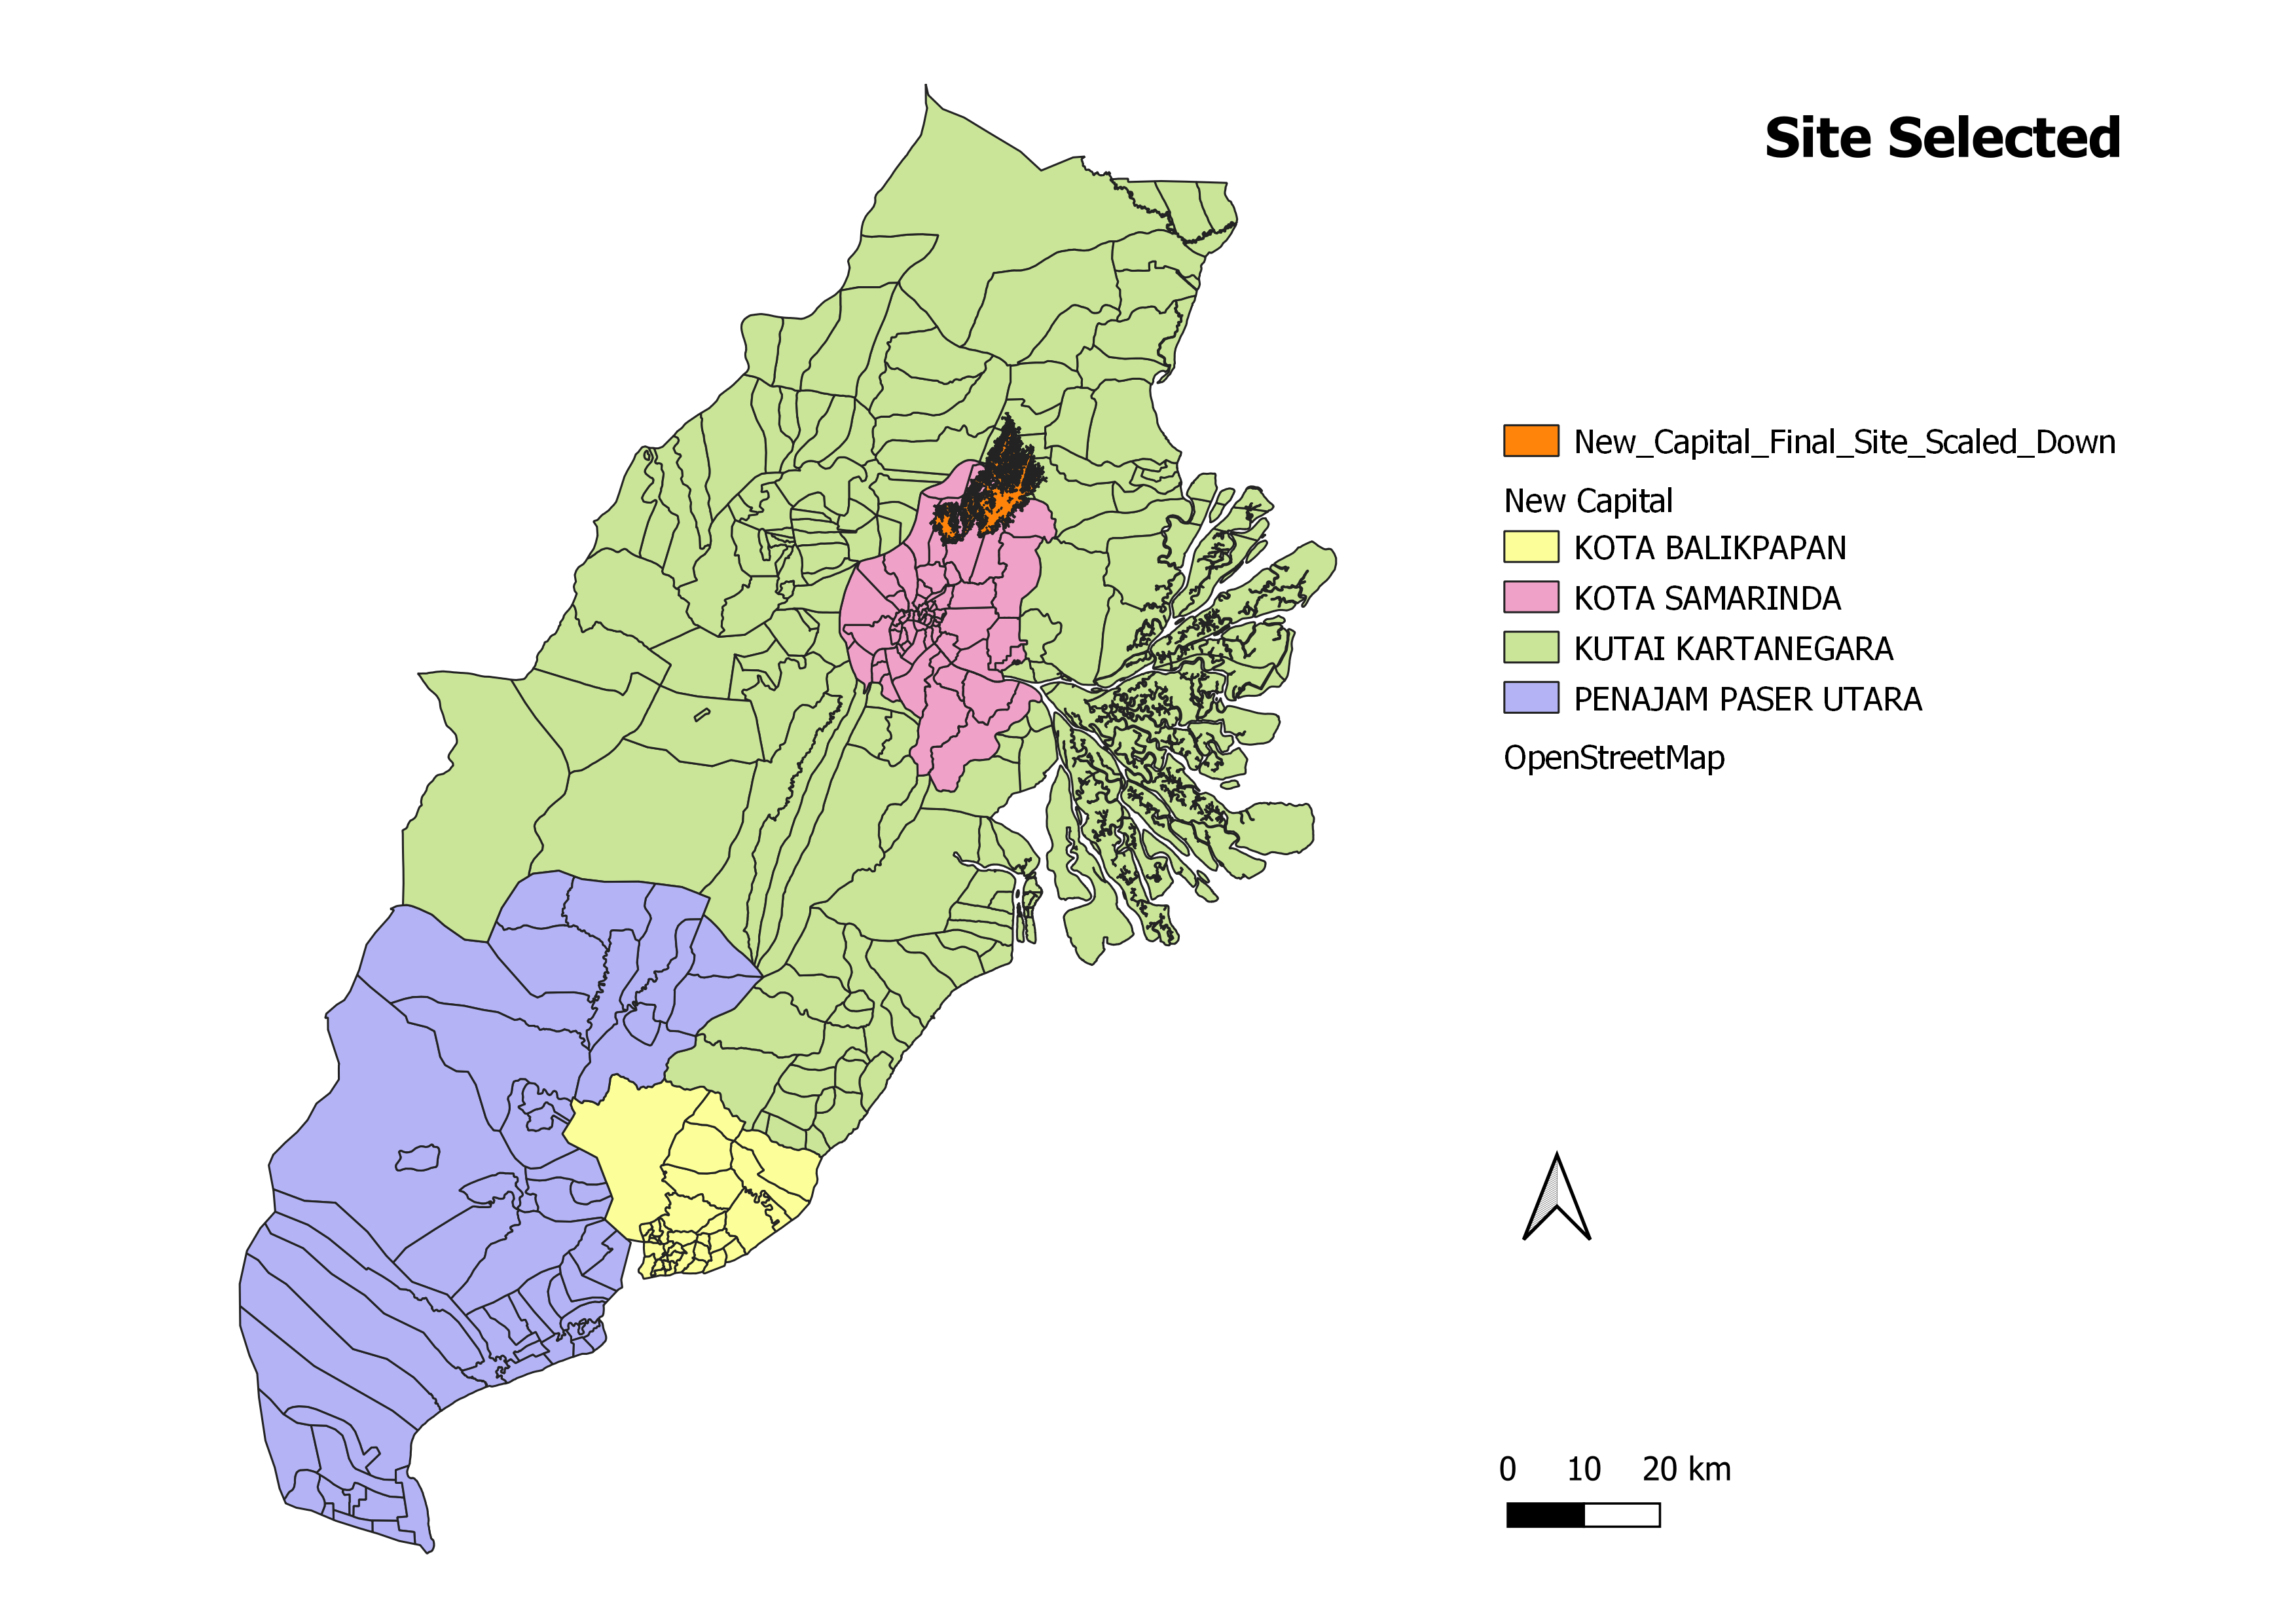 Site Selected
New_Capital_Final_Site_Scaled_Down
New Capital
KOTA BALIKPAPAN
KOTA SAMARINDA
KUTAI KARTANEGARA
PENAJAM PASER UTARA
OpenStreetMap
0 10 20 km